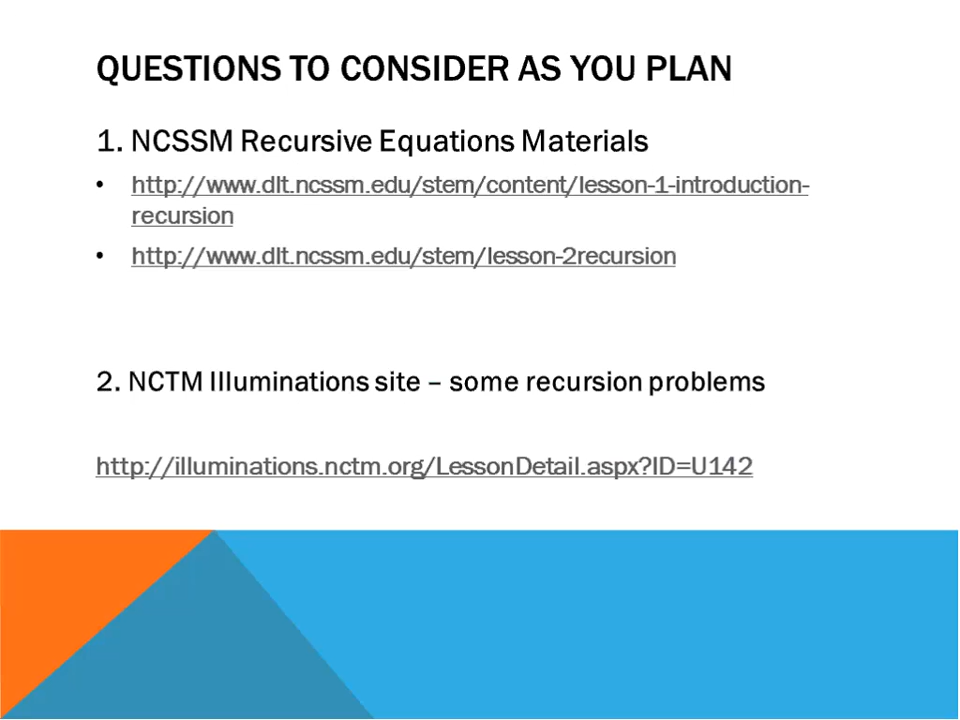 QUESTIONS TO CONSIDER AS YOU PLAN
1. NCSSM Recursive Equations Materials
• http://www.dlt.ncssm.edu/stem/content/lesson-1-introduction-
recursion
• http://www.dlt.ncssm.edu/stem/lesson-2recursion
2. NCTM Illuminations site – some recursion problems
http://illuminations.nctm.org/LessonDetail.aspx?ID=U142